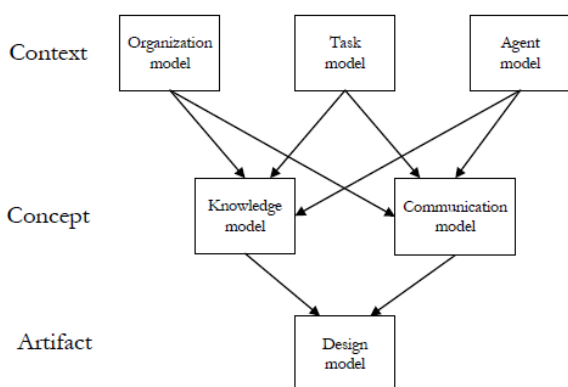 Context
Organization
model
Task
model
Agent
model
Concept
Knowledge
model
Communication
model
Artifact
Design
model